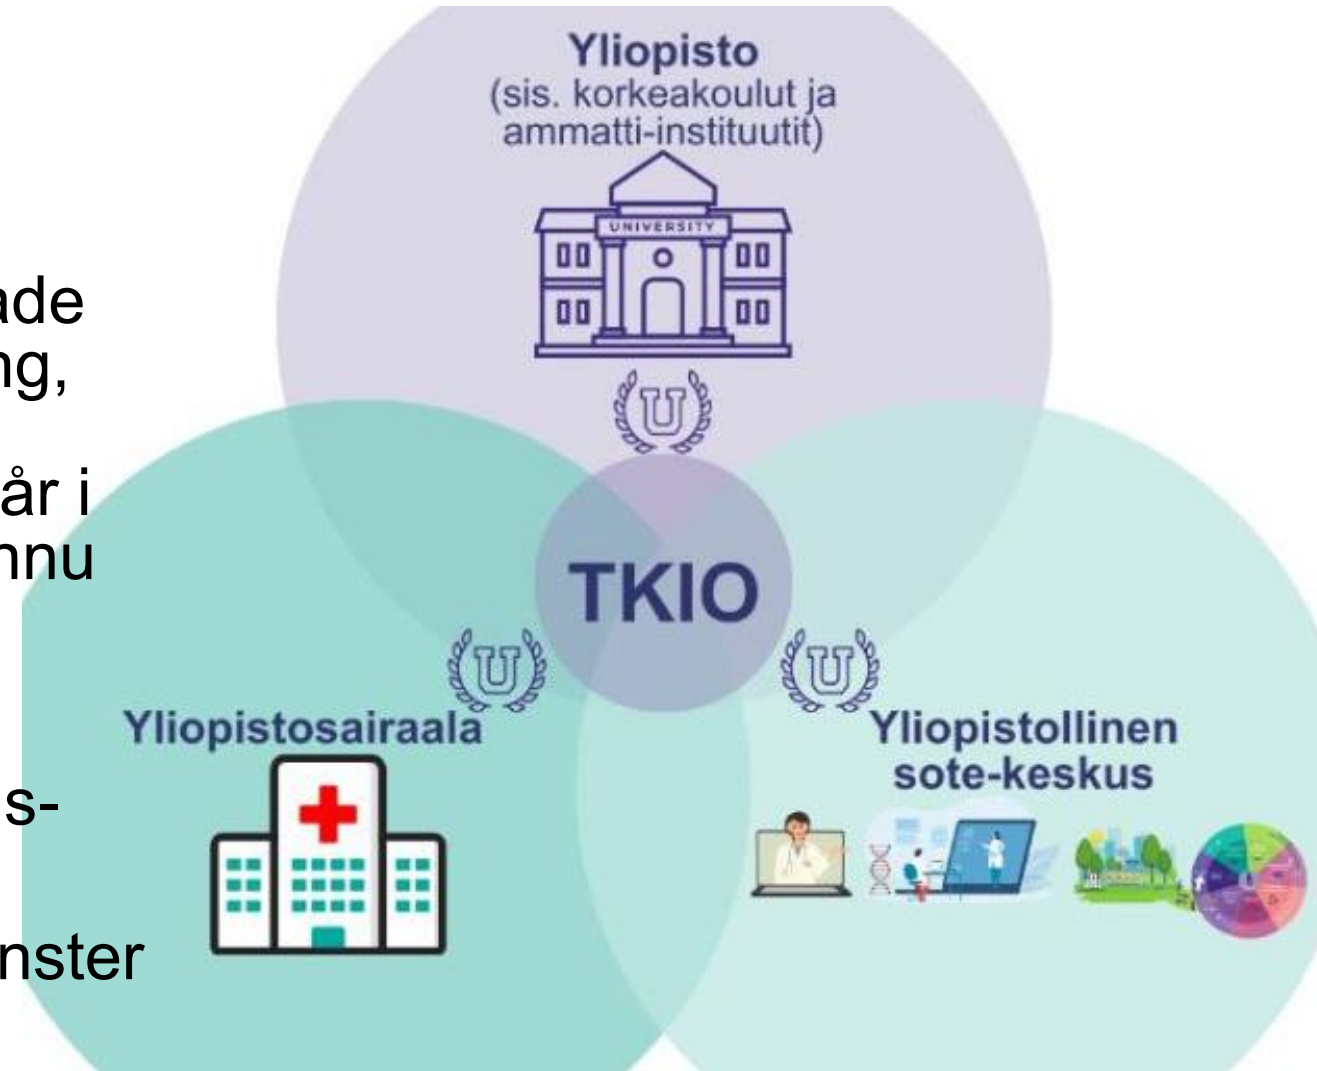 Yliopisto
(sis. korkeakoulut ja
ammatti-instituutit)
UNIVERSITY
ade
ng,
år i
nnu
s-
nster
U
TKIO
U
U
Yliopistosairaala
Yliopistollinen
sote-keskus